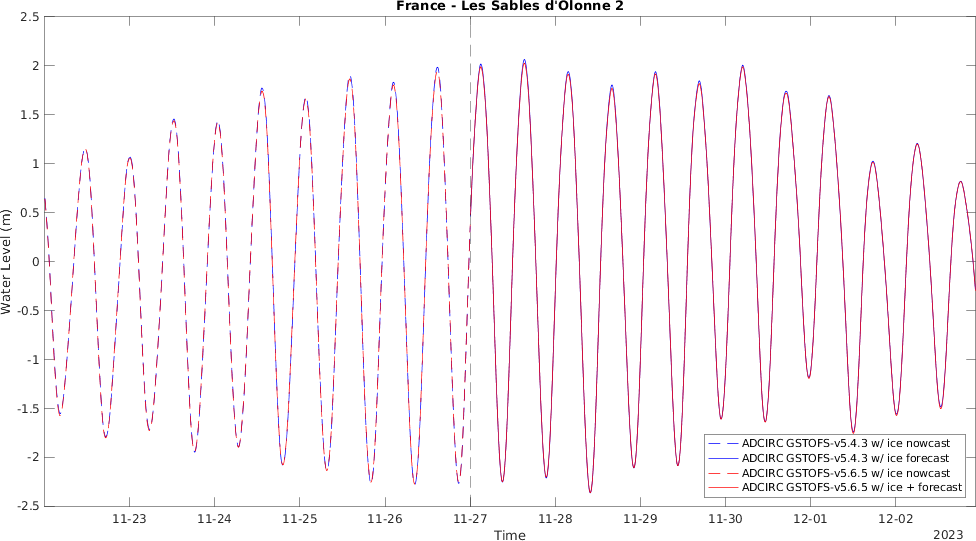 France - Les Sables d'Olonne 2
2.5
2
1.5
1
0.5
0
-0.5
-1
-1.5
-2
-2.5
Water Level (m)
ADCIRC GSTOFS-v5.4.3 w/ ice nowcast
ADCIRC GSTOFS-v5.4.3 w/ ice forecast
ADCIRC GSTOFS-v5.6.5 w/ ice nowcast
ADCIRC GSTOFS-v5.6.5 w/ ice + forecast
11-23 11-24 11-25 11-26 11-27 11-28 11-29 11-30 12-01 12-02
Time
2023